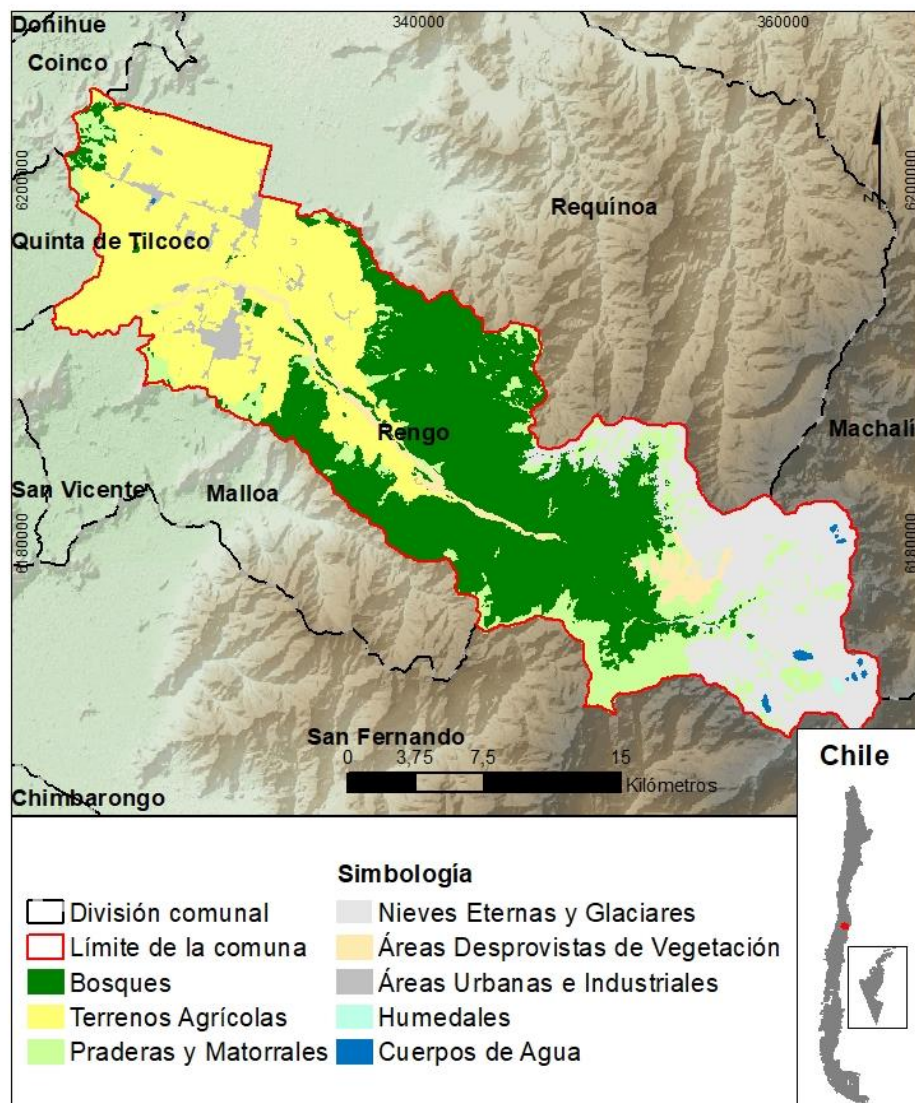 340000
360000
Doñihue
Coinco
6200000
6200000
N
Requínoa
Quinta de Tilcoco
Rengo
Machalí
San Vicente
Malloa
6180000
6180000
San Fernando
0 3,75 7,5 15
Kilómetros
Chimbarongo
Chile
Simbología
División comunal
Límite de la comuna
Bosques
Terrenos Agrícolas
Praderas y Matorrales
Nieves Eternas y Glaciares
Áreas Desprovistas de Vegetación
Áreas Urbanas e Industriales
Humedales
Cuerpos de Agua